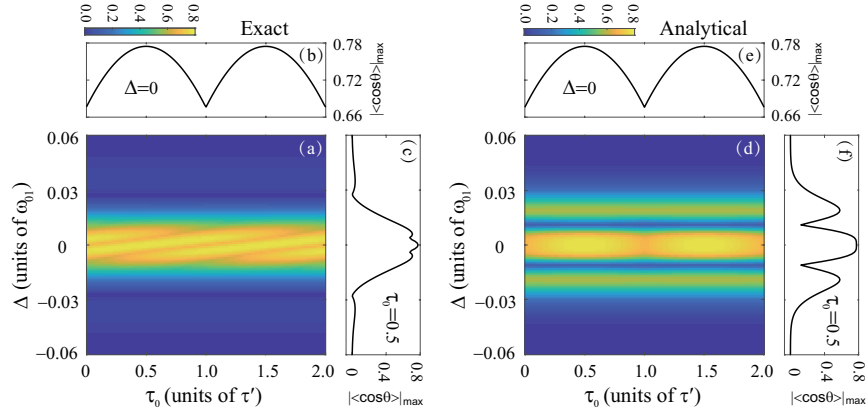 0 0.2 0.4 0.6 0.8
Exact
(b)
Δ=0
0.78
0.72
0.66
|<cosθ>|max
0.06
0.03
0
−0.03
−0.06
Δ (units of ω01)
(a)
0 0.5 1.0 1.5 2.0
τ0 (units of τ′)
(c)
τ0=0.5
0 0.4 0.8
|<cosθ>|max
0 0.2 0.4 0.6 0.8
Analytical
(e)
Δ=0
0.78
0.72
0.66
|<cosθ>|max
0.06
0.03
0
−0.03
−0.06
Δ (units of ω01)
(d)
0 0.5 1.0 1.5 2.0
τ0 (units of τ′)
(f)
τ0=0.5
0 0.4 0.8
|<cosθ>|max